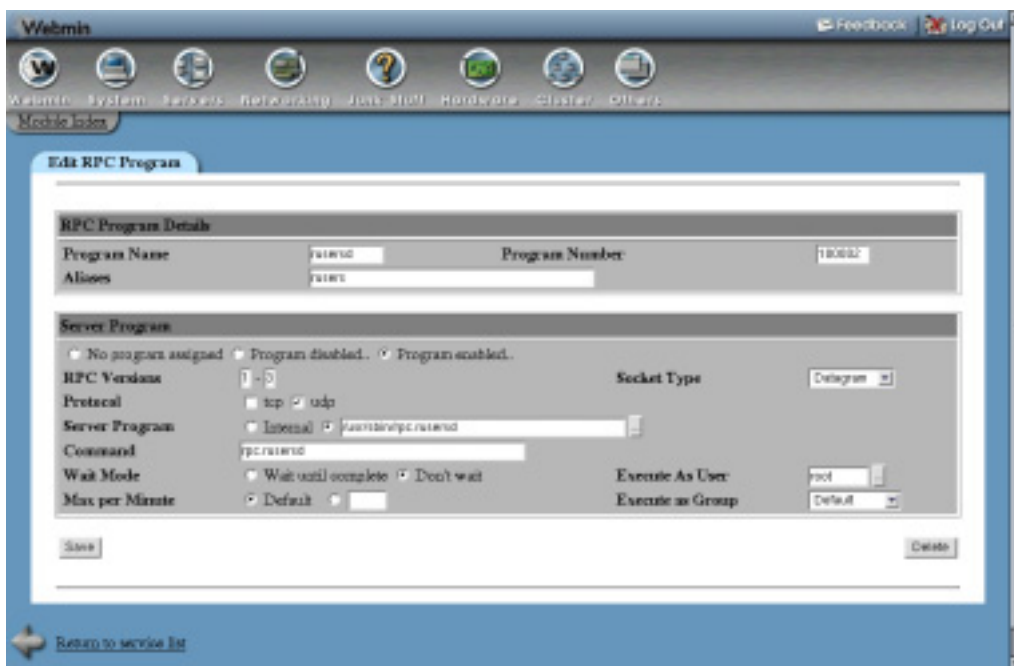 Webmin
Feedback
Log Out
Webmin System Servers Networking Junk Stuff Hardware Cluster Others
Module Index
Edit RPC Program
RPC Program Details
Program Name rusersd Program Number 100002
Aliases rusers
Server Program
No program assigned Program disabled.. Program enabled..
RPC Versions 1 - 3 Socket Type Datagram
Protocol tcp udp
Server Program Internal /usr/sbin/rpc.rusersd ...
Command rpc.rusersd
Wait Mode Wait until complete Don't wait Execute As User root ...
Max per Minute Default Execute as Group Default
Save Delete
Return to service list